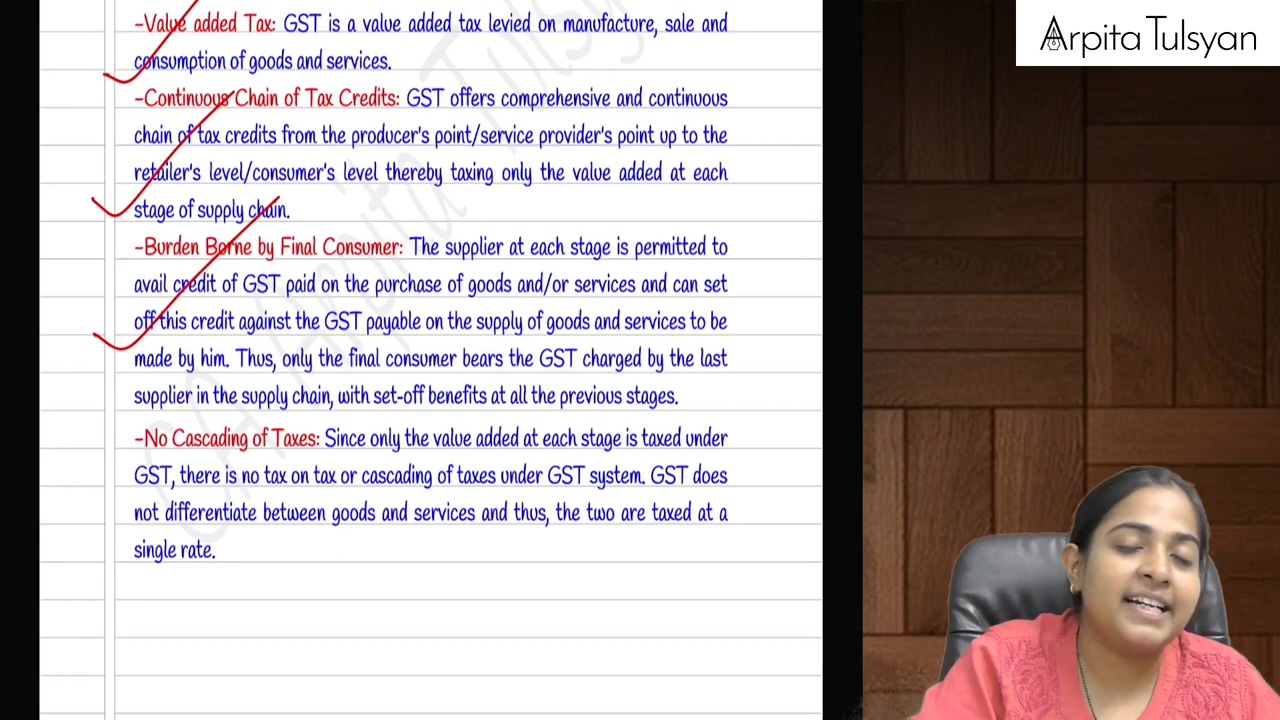 Arpita Tulsyan
-Value added Tax: GST is a value added tax levied on manufacture, sale and
consumption of goods and services.
-Continuous Chain of Tax Credits: GST offers comprehensive and continuous
chain of tax credits from the producer's point/service provider's point up to the
retailer's level/consumer's level thereby taxing only the value added at each
stage of supply chain.
-Burden Borne by Final Consumer: The supplier at each stage is permitted to
avail credit of GST paid on the purchase of goods and/or services and can set
off this credit against the GST payable on the supply of goods and services to be
made by him. Thus, only the final consumer bears the GST charged by the last
supplier in the supply chain, with set-off benefits at all the previous stages.
-No Cascading of Taxes: Since only the value added at each stage is taxed under
GST, there is no tax on tax or cascading of taxes under GST system. GST does
not differentiate between goods and services and thus, the two are taxed at a
single rate.
CA Arpita Tulsy